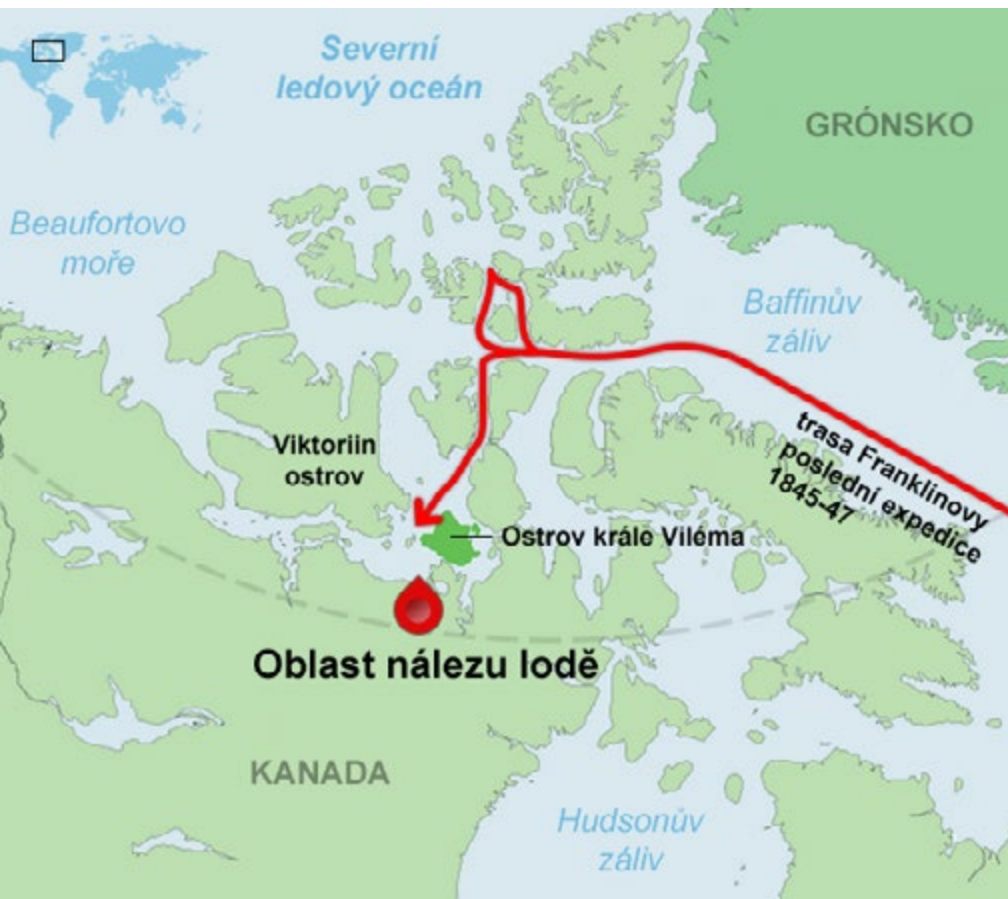 Severní
ledový oceán
GRÓNSKO
Beaufortovo
moře
Baffinův
záliv
trasa Franklinovy
poslední expedice
1845-47
Viktoriin
ostrov
Ostrov krále Viléma
Oblast nálezu lodě
KANADA
Hudsonův
záliv